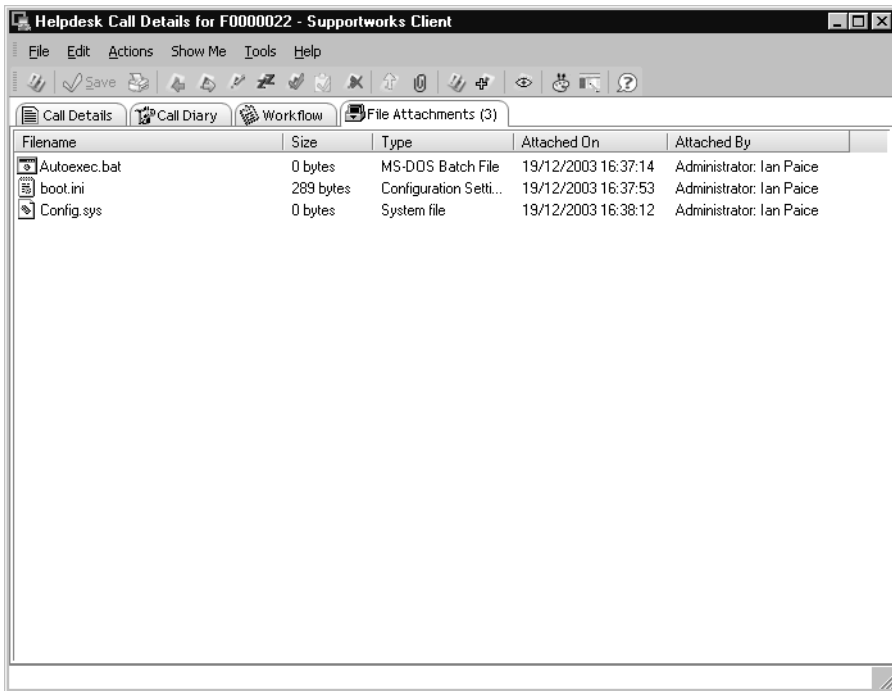 Helpdesk Call Details for F0000022 - Supportworks Client
File Edit Actions Show Me Tools Help
Save
Call Details Call Diary Workflow File Attachments (3)
Filename Size Type Attached On Attached By
Autoexec.bat 0 bytes MS-DOS Batch File 19/12/2003 16:37:14 Administrator: Ian Paice
boot.ini 289 bytes Configuration Setti... 19/12/2003 16:37:53 Administrator: Ian Paice
Config.sys 0 bytes System file 19/12/2003 16:38:12 Administrator: Ian Paice